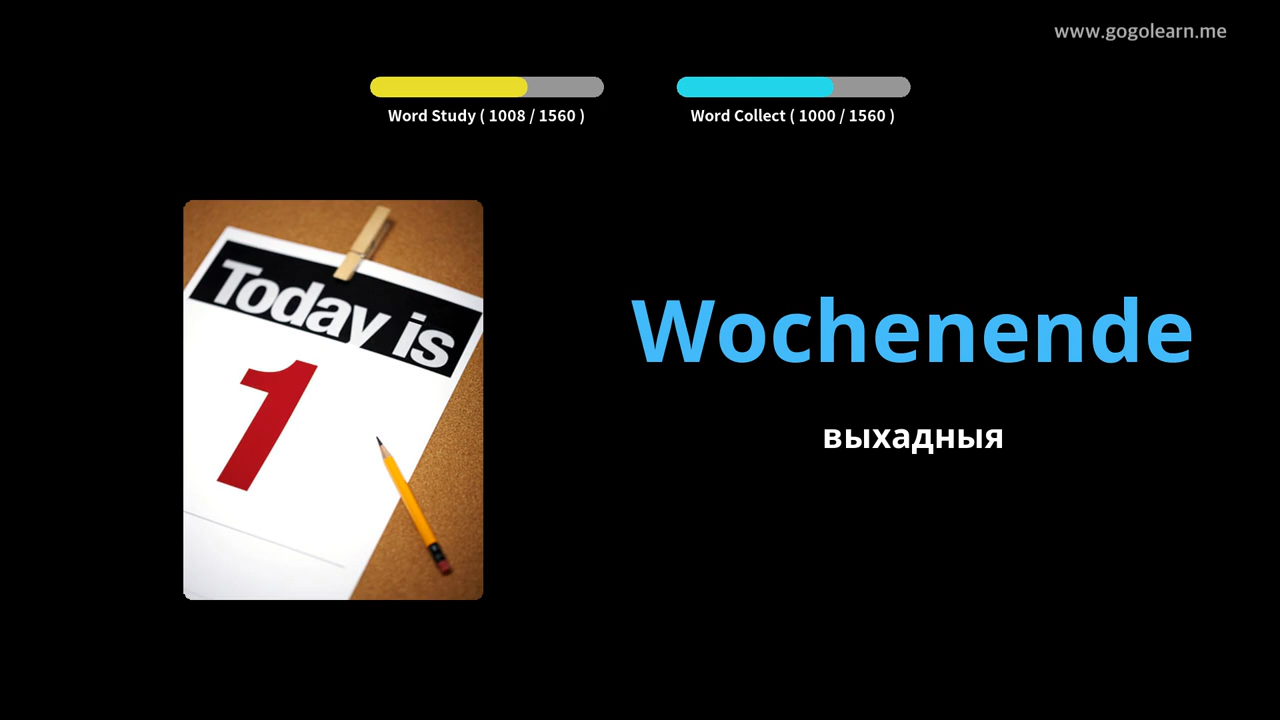 www.gogolearn.me
Word Study ( 1008 / 1560 )
Word Collect ( 1000 / 1560 )
Today is
1
Wochenende
выхадныя